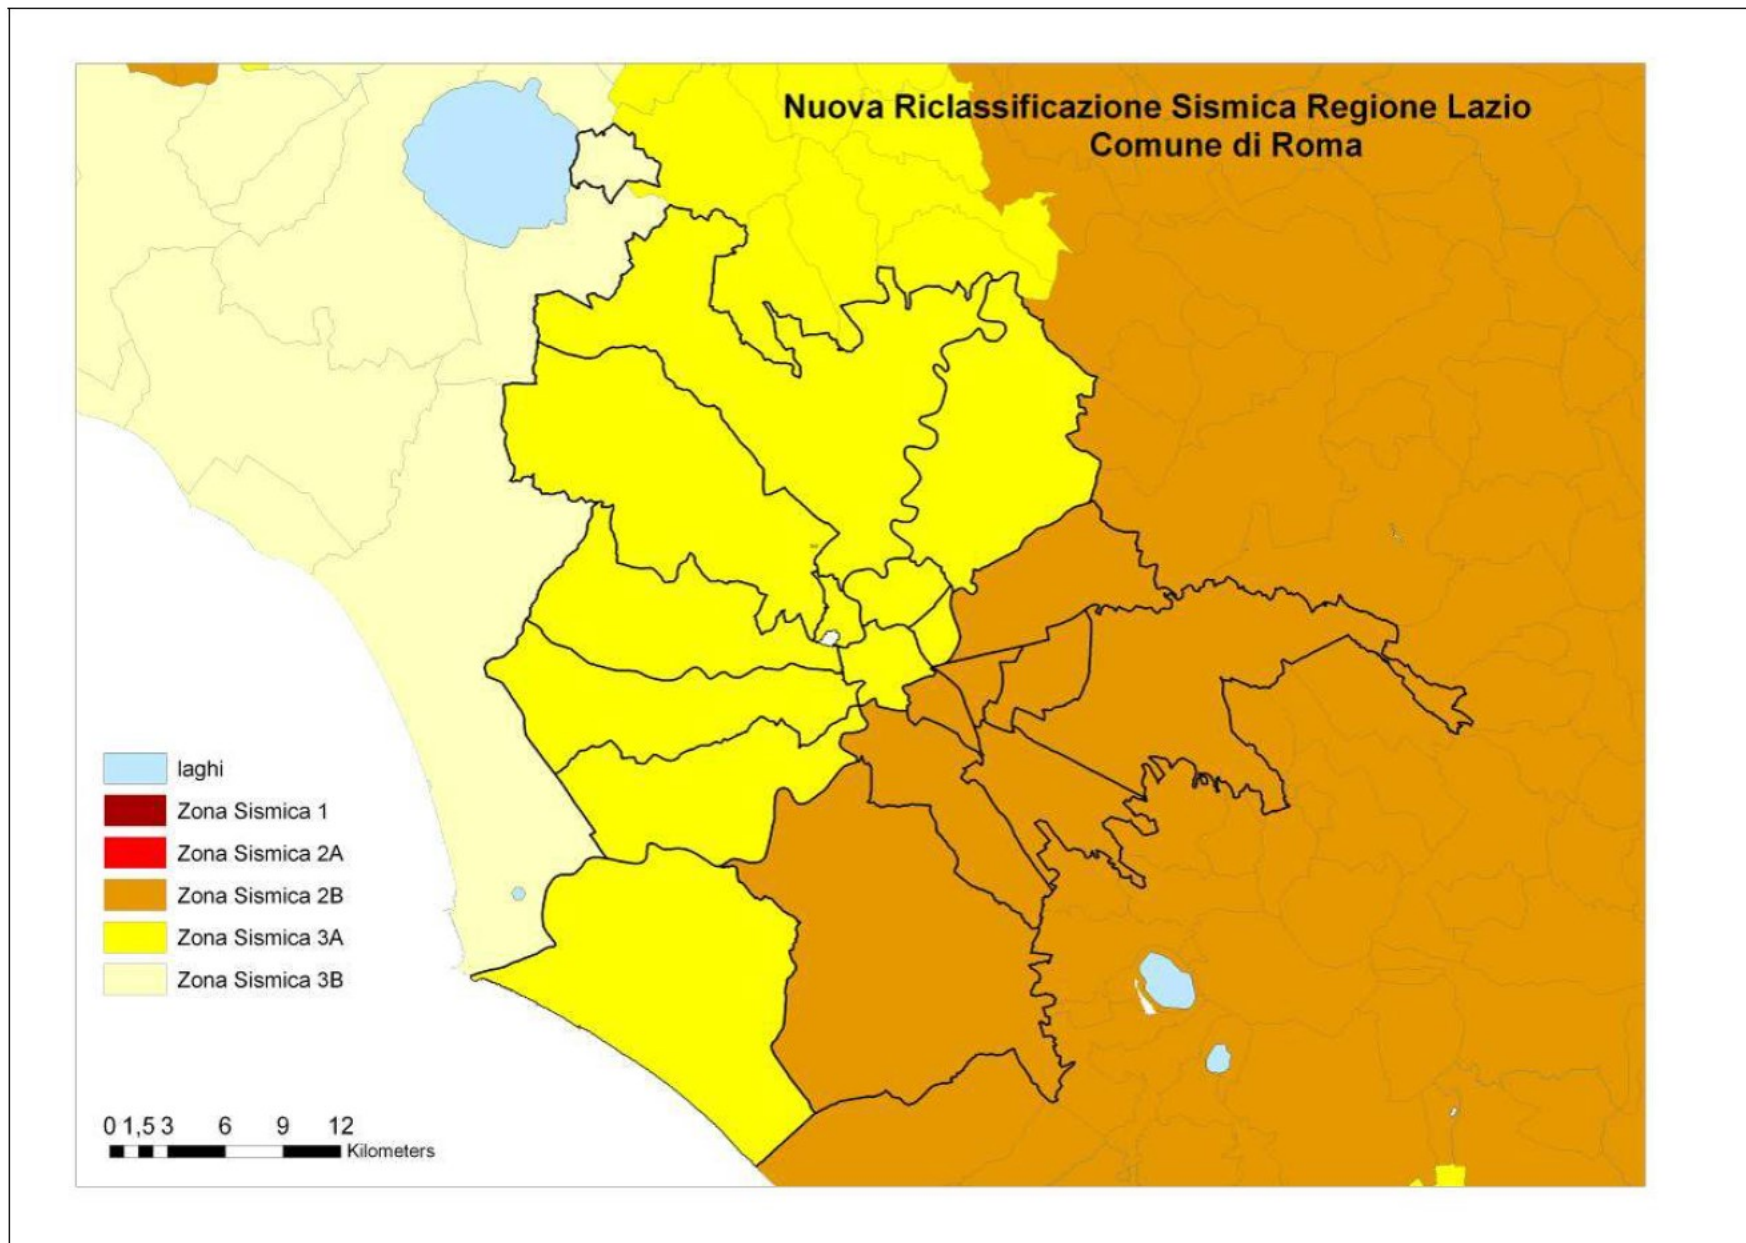 Nuova Riclassificazione Sismica Regione Lazio
Comune di Roma
laghi
Zona Sismica 1
Zona Sismica 2A
Zona Sismica 2B
Zona Sismica 3A
Zona Sismica 3B
0 1,5 3 6 9 12
Kilometers